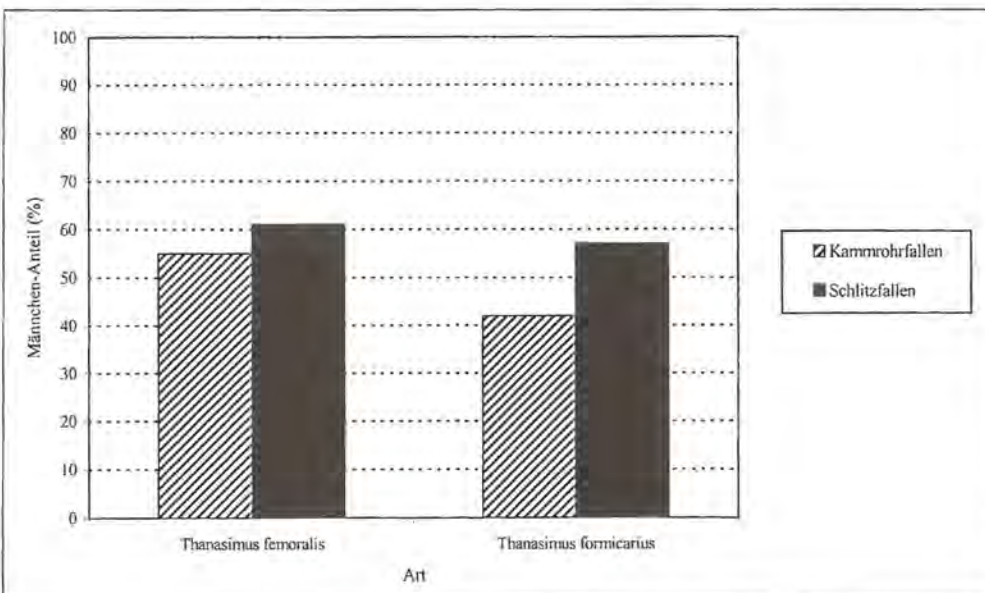 Männchen-Anteil (%)
100
90
80
70
60
50
40
30
20
10
0
Thanasimus femoralis
Thanasimus formicarius
Art
Kammrohrfallen
Schlitzfallen